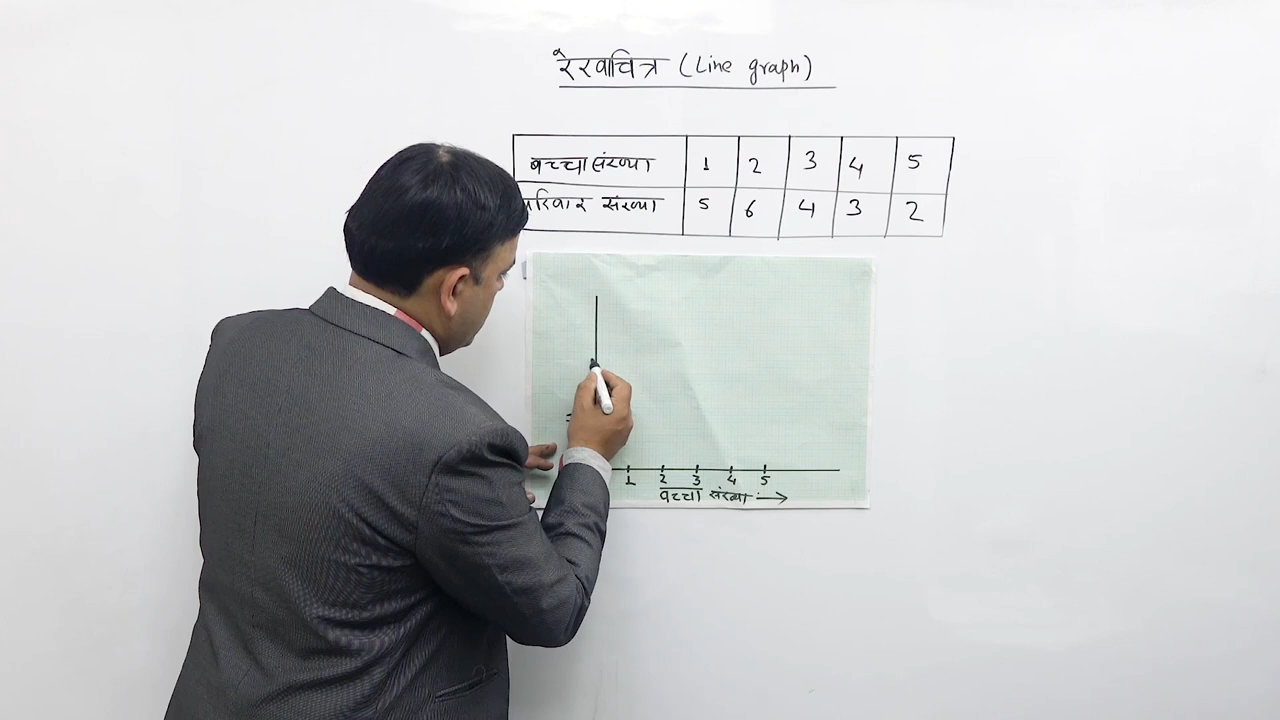 रेखाचित्र (Line graph)
बच्चा संख्या 1 2 3 4 5
परिवार संख्या 5 6 4 3 2
1 2 3 4 5
बच्चा संख्या →